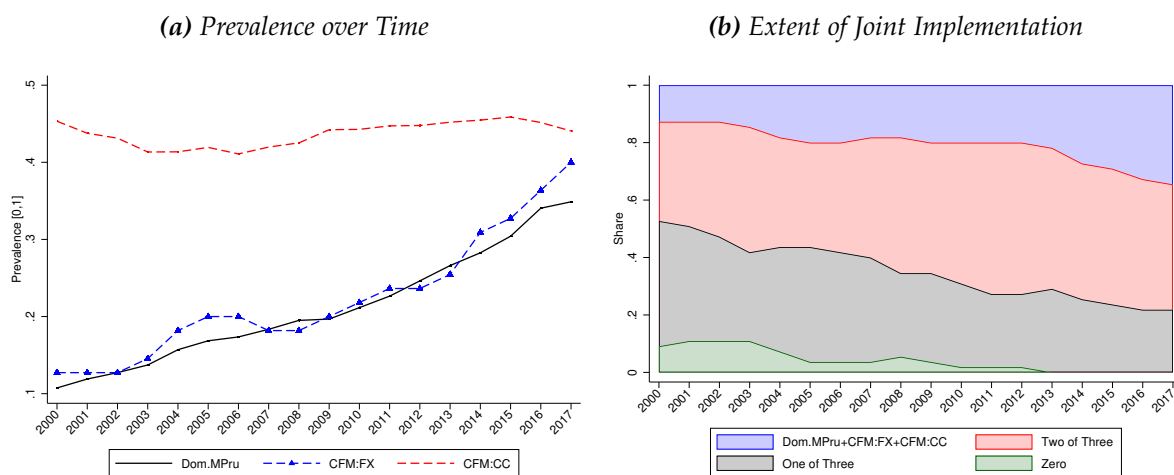 (a) Prevalence over Time
Prevalence [0,1]
.5
.4
.3
.2
.1
2000 2001 2002 2003 2004 2005 2006 2007 2008 2009 2010 2011 2012 2013 2014 2015 2016 2017
Dom.MPru CFM:FX CFM:CC
(b) Extent of Joint Implementation
Share
1
.8
.6
.4
.2
0
2000 2001 2002 2003 2004 2005 2006 2007 2008 2009 2010 2011 2012 2013 2014 2015 2016 2017
Dom.MPru+CFM:FX+CFM:CC Two of Three
One of Three Zero